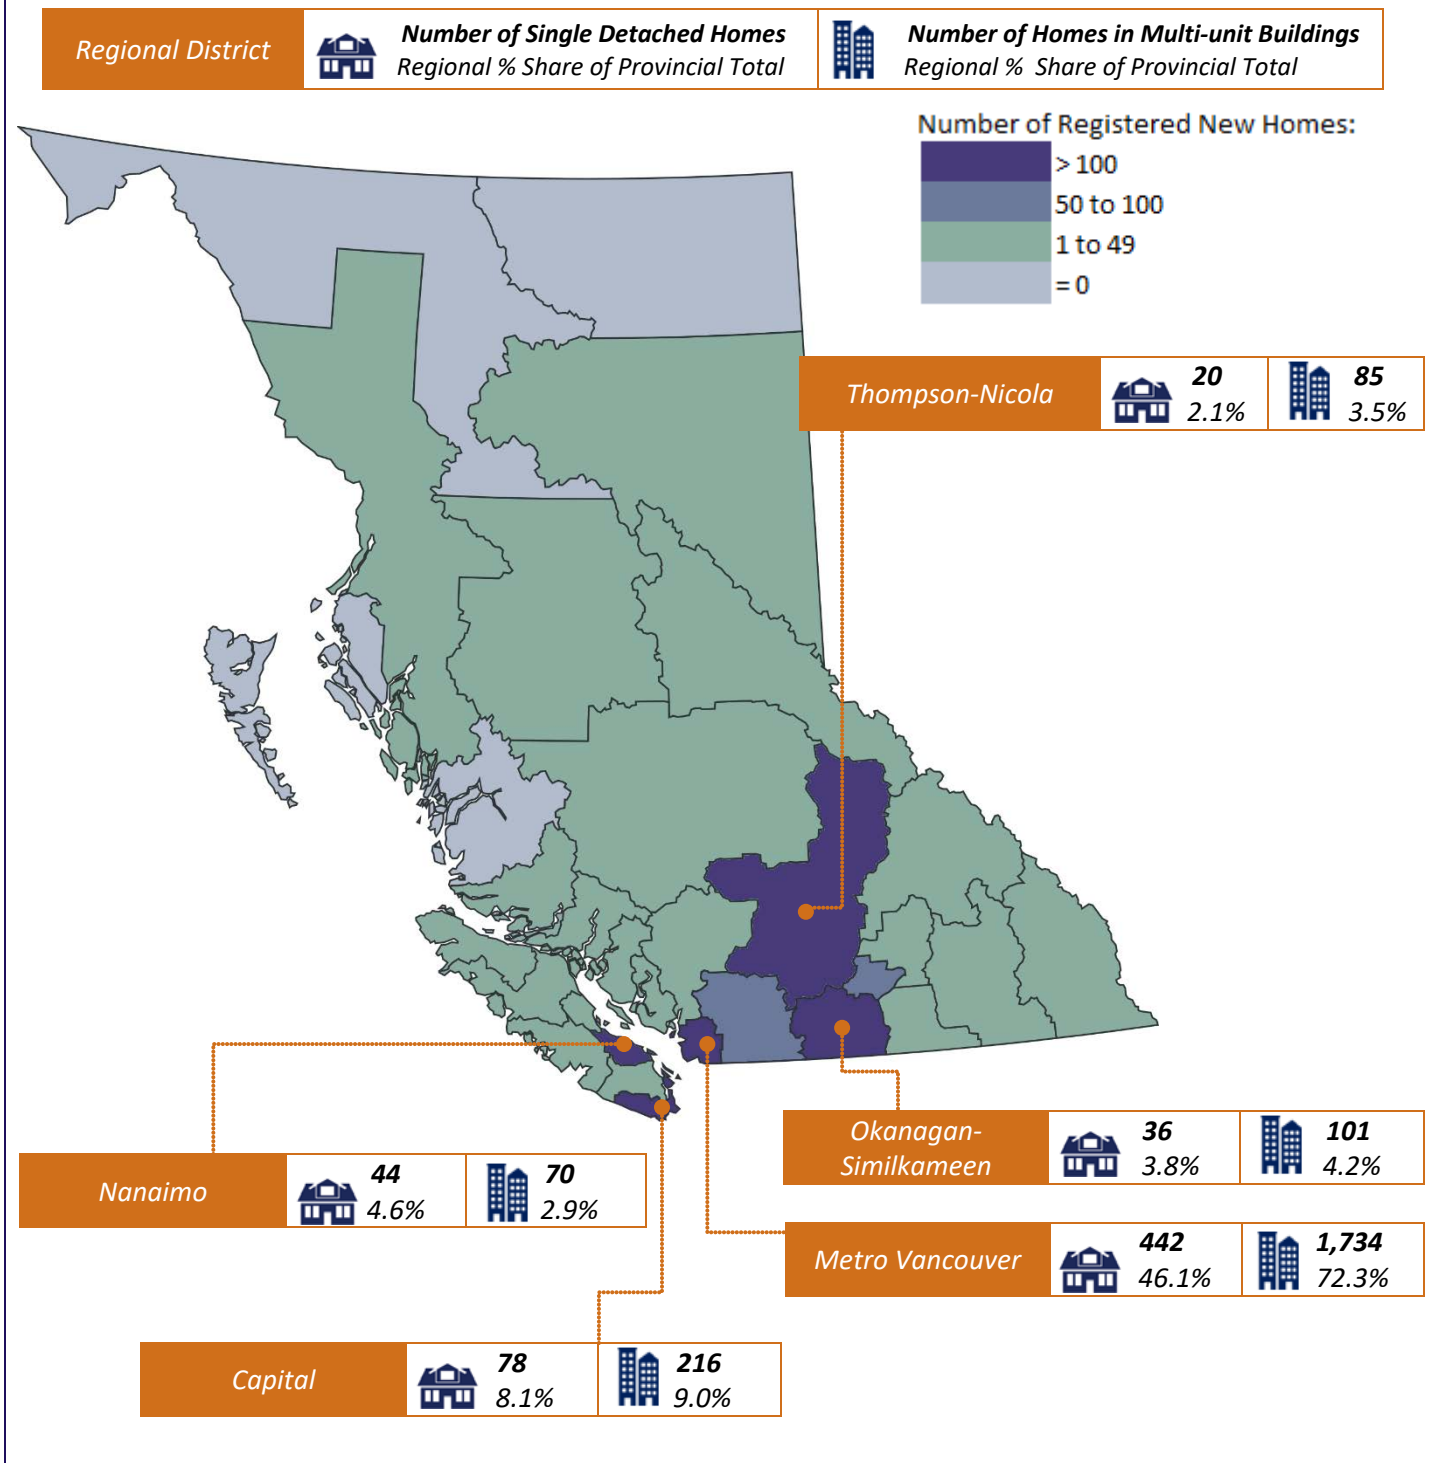 Regional District
Number of Single Detached Homes
Regional % Share of Provincial Total
Number of Homes in Multi-unit Buildings
Regional %  Share of Provincial Total
Number of Registered New Homes:
> 100
50 to 100
1 to 49
= 0
Thompson-Nicola
20
2.1%
85
3.5%
Okanagan-
Similkameen
36
3.8%
101
4.2%
Nanaimo
44
4.6%
70
2.9%
Metro Vancouver
442
46.1%
1,734
72.3%
Capital
78
8.1%
216
9.0%